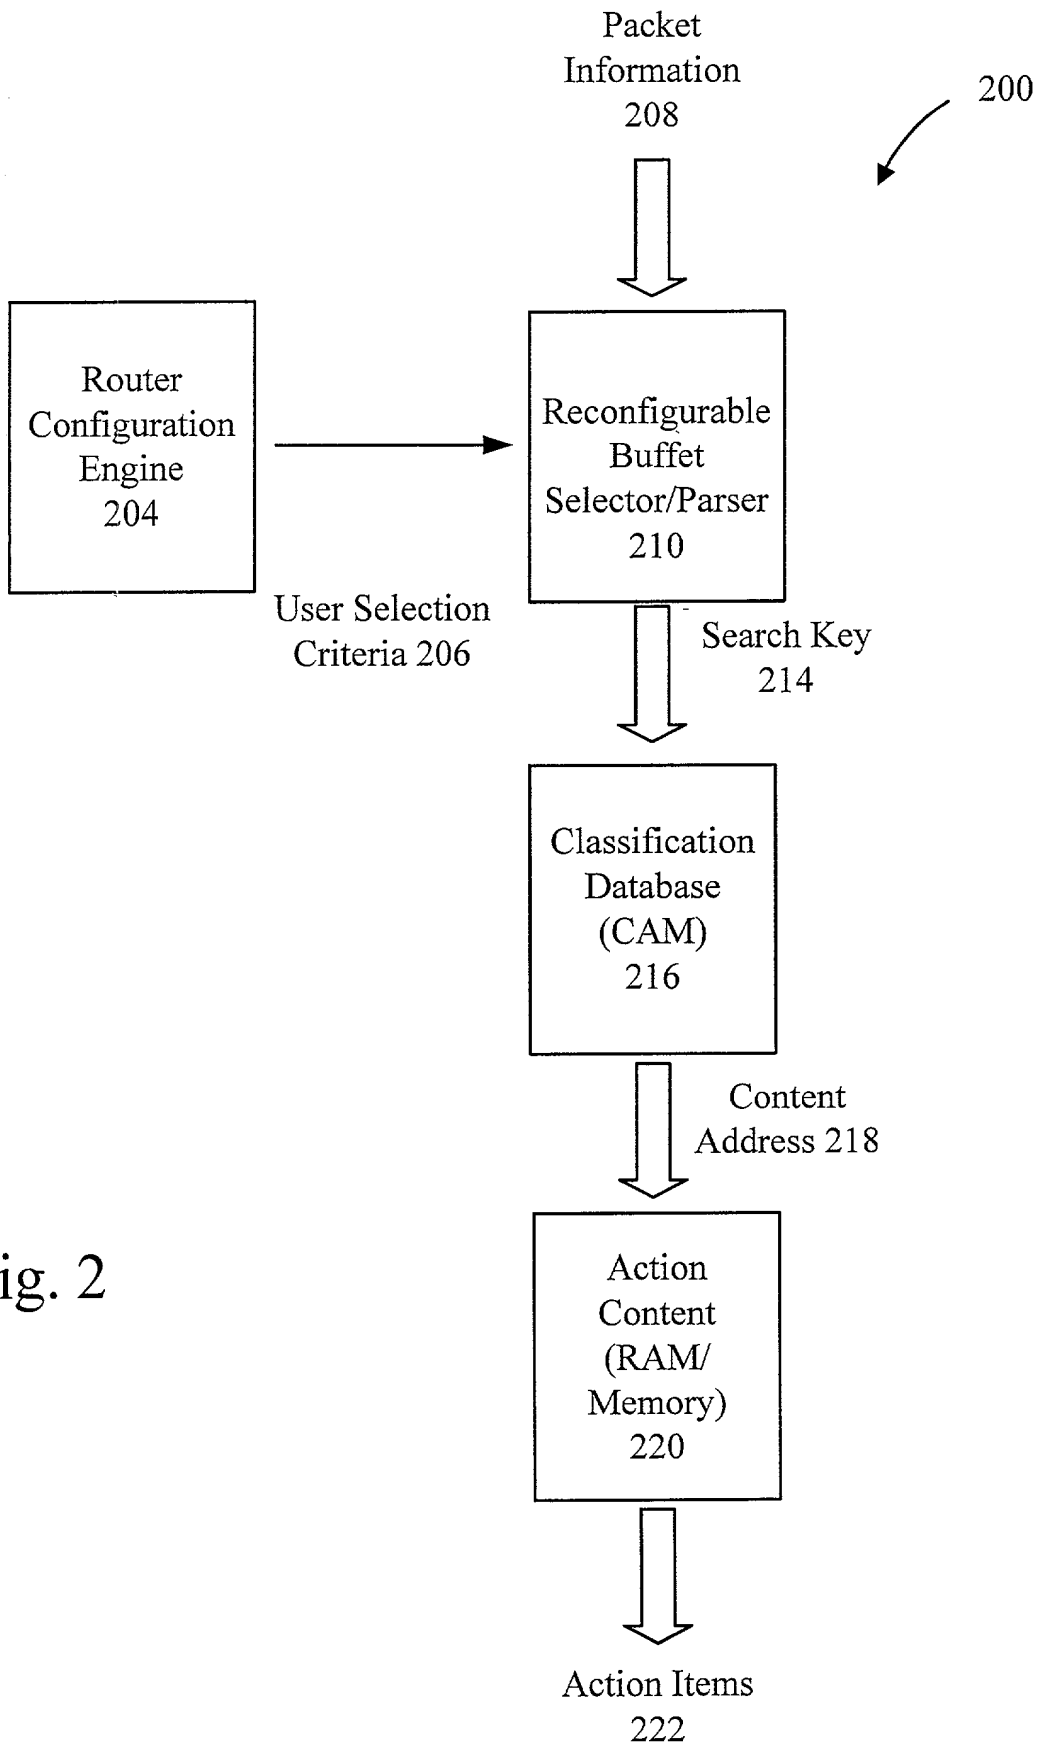 Packet
Information
208
200
Router
Configuration
Engine
204
Reconfigurable
Buffet
Selector/Parser
210
User Selection
Criteria 206
Search Key
214
Classification
Database
(CAM)
216
Content
Address 218
Action
Content
(RAM/
Memory)
220
ig. 2
Action Items
222